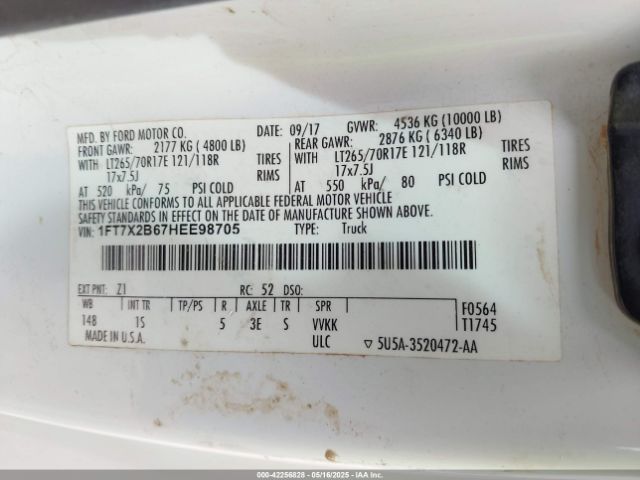 MFD. BY FORD MOTOR CO.
DATE: 09/17 GVWR: 4536 KG (10000 LB)
FRONT GAWR: 2177 KG ( 4800 LB) REAR GAWR: 2876 KG ( 6340 LB)
WITH LT265/70R17E 121/118R TIRES WITH LT265/70R17E 121/118R TIRES
17x7.5J RIMS 17x7.5J RIMS
AT 520 kPa/ 75 PSI COLD AT 550 kPa/ 80 PSI COLD
THIS VEHICLE CONFORMS TO ALL APPLICABLE FEDERAL MOTOR VEHICLE
SAFETY AND THEFT PREVENTION STANDARDS IN EFFECT ON THE DATE OF MANUFACTURE SHOWN ABOVE.
VIN: 1FT7X2B67HEE98705 TYPE: Truck
EXT PNT: Z1 RC: 52 DSO:
WB INT TR TP/PS R AXLE TR SPR F0564
148 1S 5 3E S VVKK T1745
MADE IN U.S.A. ULC ▽ 5U5A-3520472-AA
000-42256828 - 05/16/2025 - IAAI.COM